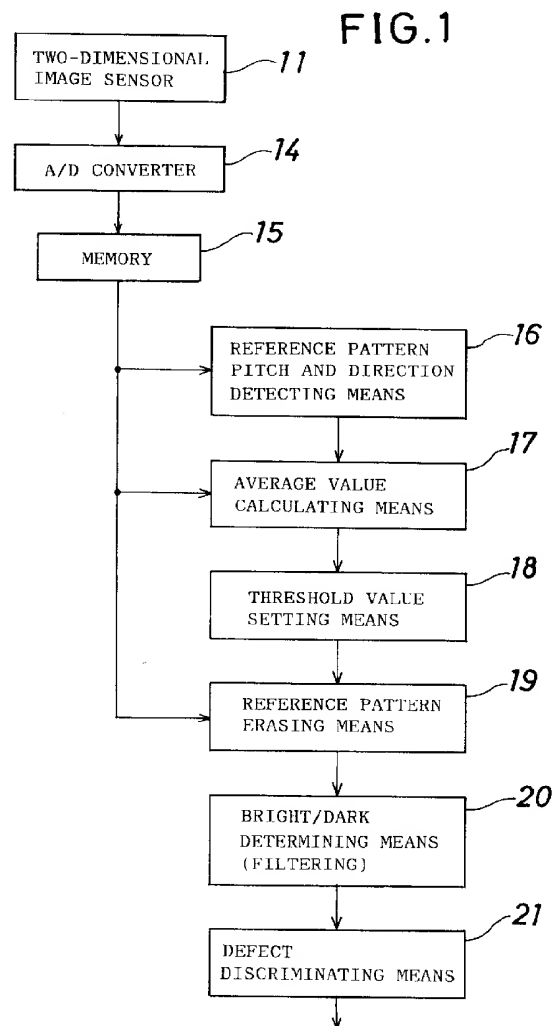 FIG.1
TWO-DIMENSIONAL
IMAGE SENSOR
11
A/D CONVERTER
14
MEMORY
15
REFERENCE PATTERN
PITCH AND DIRECTION
DETECTING MEANS
16
AVERAGE VALUE
CALCULATING MEANS
17
THRESHOLD VALUE
SETTING MEANS
18
REFERENCE PATTERN
ERASING MEANS
19
BRIGHT/DARK
DETERMINING MEANS
(FILTERING)
20
DEFECT
DISCRIMINATING MEANS
21